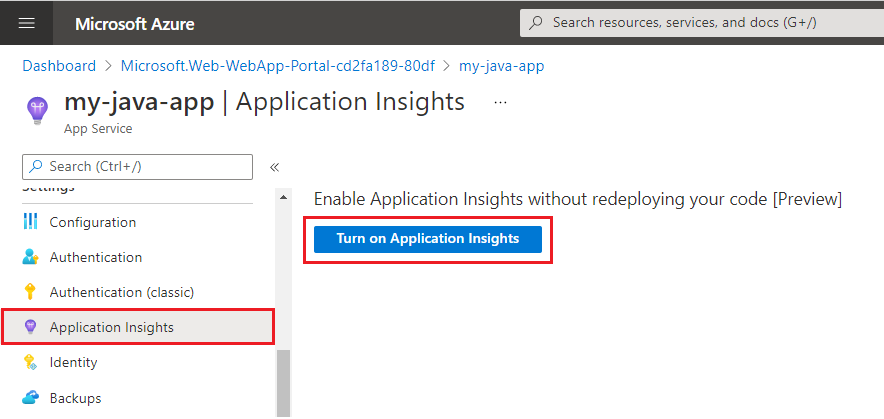 Microsoft Azure
Search resources, services, and docs (G+/)
Dashboard > Microsoft.Web-WebApp-Portal-cd2fa189-80df > my-java-app
my-java-app | Application Insights ...
App Service
Search (Ctrl+/) «
Settings
Enable Application Insights without redeploying your code [Preview]
Configuration
Turn on Application Insights
Authentication
Authentication (classic)
Application Insights
Identity
Backups